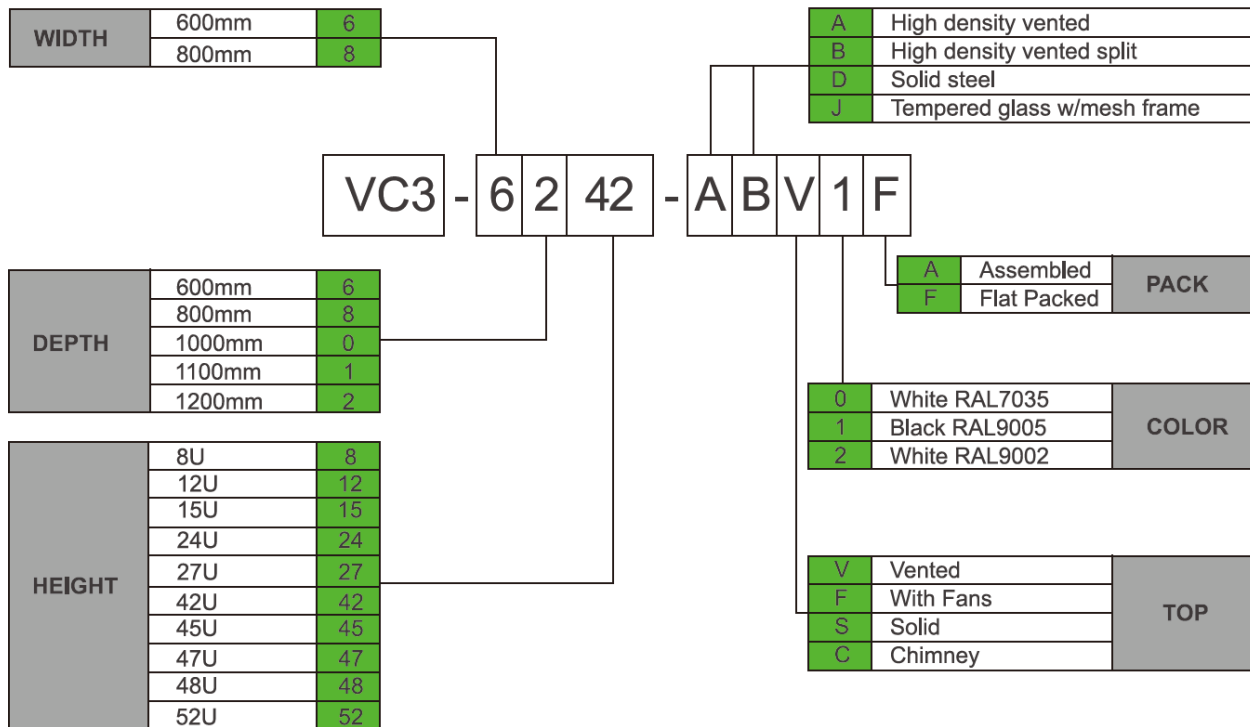 WIDTH
600mm 6
800mm 8
A High density vented
B High density vented split
D Solid steel
J Tempered glass w/mesh frame
VC3 - 6 2 42 - A B V 1 F
DEPTH
600mm 6
800mm 8
1000mm 0
1100mm 1
1200mm 2
A Assembled
F Flat Packed
PACK
0 White RAL7035
1 Black RAL9005
2 White RAL9002
COLOR
HEIGHT
8U 8
12U 12
15U 15
24U 24
27U 27
42U 42
45U 45
47U 47
48U 48
52U 52
V Vented
F With Fans
S Solid
C Chimney
TOP